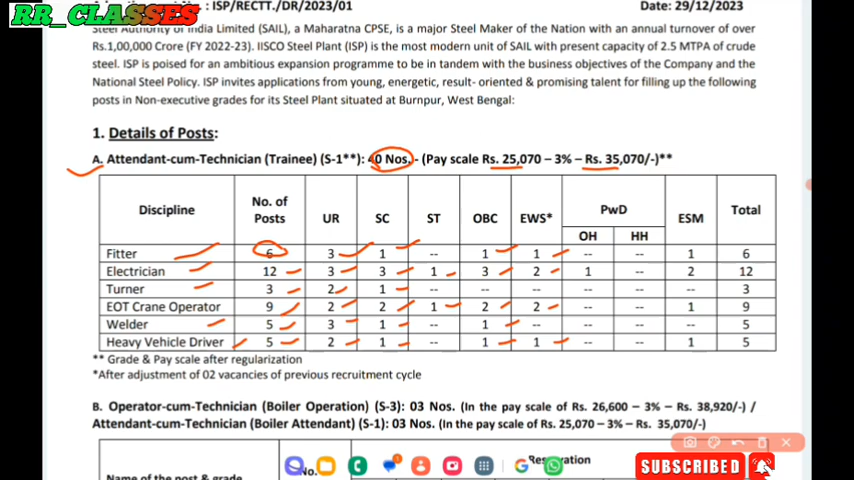 : ISP/RECTT./DR/2023/01 Date: 29/12/2023
RR_CLASSES
Steel Authority of India Limited (SAIL), a Maharatna CPSE, is a major Steel Maker of the Nation with an annual turnover of over
Rs.1,00,000 Crore (FY 2022-23). IISCO Steel Plant (ISP) is the most modern unit of SAIL with present capacity of 2.5 MTPA of crude
steel. ISP is poised for an ambitious expansion programme to be in tandem with the business objectives of the Company and the
National Steel Policy. ISP invites applications from young, energetic, result- oriented & promising talent for filling up the following
posts in Non-executive grades for its Steel Plant situated at Burnpur, West Bengal:
1. Details of Posts:
A. Attendant-cum-Technician (Trainee) (S-1**): 40 Nos. - (Pay scale Rs. 25,070 – 3% – Rs. 35,070/-)**
Discipline No. of Posts UR SC ST OBC EWS* PwD ESM Total
OH HH
Fitter 6 3 1 -- 1 1 -- -- 1 6
Electrician 12 3 3 1 3 2 1 -- 2 12
Turner 3 2 1 -- -- -- -- -- -- 3
EOT Crane Operator 9 2 2 1 2 2 -- -- 1 9
Welder 5 3 1 -- 1 -- -- -- -- 5
Heavy Vehicle Driver 5 2 1 -- 1 1 -- -- 1 5
** Grade & Pay scale after regularization
*After adjustment of 02 vacancies of previous recruitment cycle
B. Operator-cum-Technician (Boiler Operation) (S-3): 03 Nos. (In the pay scale of Rs. 26,600 – 3% – Rs. 38,920/-) /
Attendant-cum-Technician (Boiler Attendant) (S-1): 03 Nos. (In the pay scale of Rs. 25,070 – 3% – Rs. 35,070/-)
No. Reservation
Name of the post & grade
SUBSCRIBED